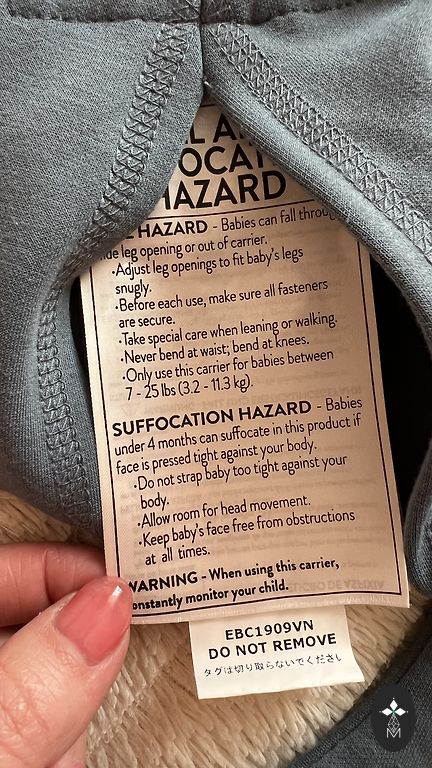 HAZARD
HAZARD - Babies can fall through
leg opening or out of carrier.
•Adjust leg openings to fit baby's legs
snugly.
•Before each use, make sure all fasteners
are secure.
•Take special care when leaning or walking.
•Never bend at waist; bend at knees.
•Only use this carrier for babies between
7 - 25 lbs (3.2 - 11.3 kg).
SUFFOCATION HAZARD - Babies
under 4 months can suffocate in this product if
face is pressed tight against your body.
•Do not strap baby too tight against your
body.
•Allow room for head movement.
•Keep baby's face free from obstructions
at all times.
WARNING - When using this carrier,
constantly monitor your child.
EBC1909VN
DO NOT REMOVE
タグは切り取らないでください
M